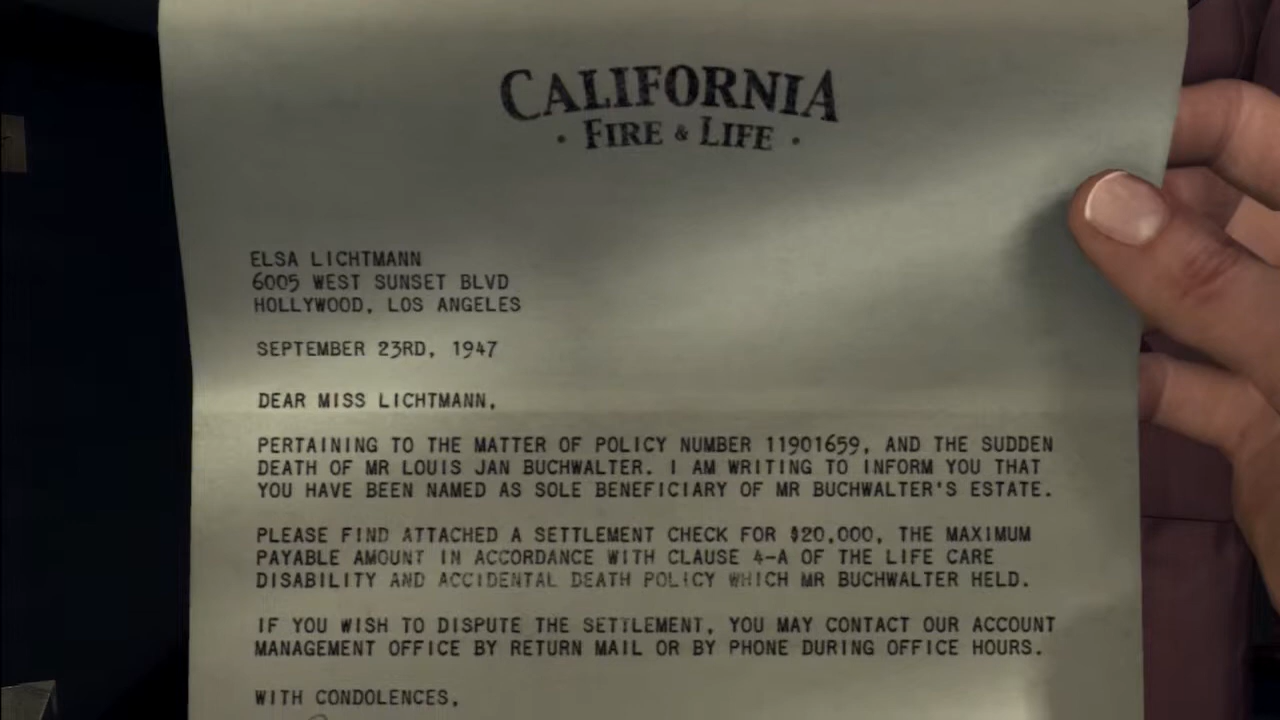 CALIFORNIA
· FIRE & LIFE ·
ELSA LICHTMANN
6005 WEST SUNSET BLVD
HOLLYWOOD, LOS ANGELES
SEPTEMBER 23RD, 1947
DEAR MISS LICHTMANN,
PERTAINING TO THE MATTER OF POLICY NUMBER 11901659, AND THE SUDDEN
DEATH OF MR LOUIS JAN BUCHWALTER. I AM WRITING TO INFORM YOU THAT
YOU HAVE BEEN NAMED AS SOLE BENEFICIARY OF MR BUCHWALTER'S ESTATE.
PLEASE FIND ATTACHED A SETTLEMENT CHECK FOR $20,000, THE MAXIMUM
PAYABLE AMOUNT IN ACCORDANCE WITH CLAUSE 4-A OF THE LIFE CARE
DISABILITY AND ACCIDENTAL DEATH POLICY WHICH MR BUCHWALTER HELD.
IF YOU WISH TO DISPUTE THE SETTLEMENT, YOU MAY CONTACT OUR ACCOUNT
MANAGEMENT OFFICE BY RETURN MAIL OR BY PHONE DURING OFFICE HOURS.
WITH CONDOLENCES,